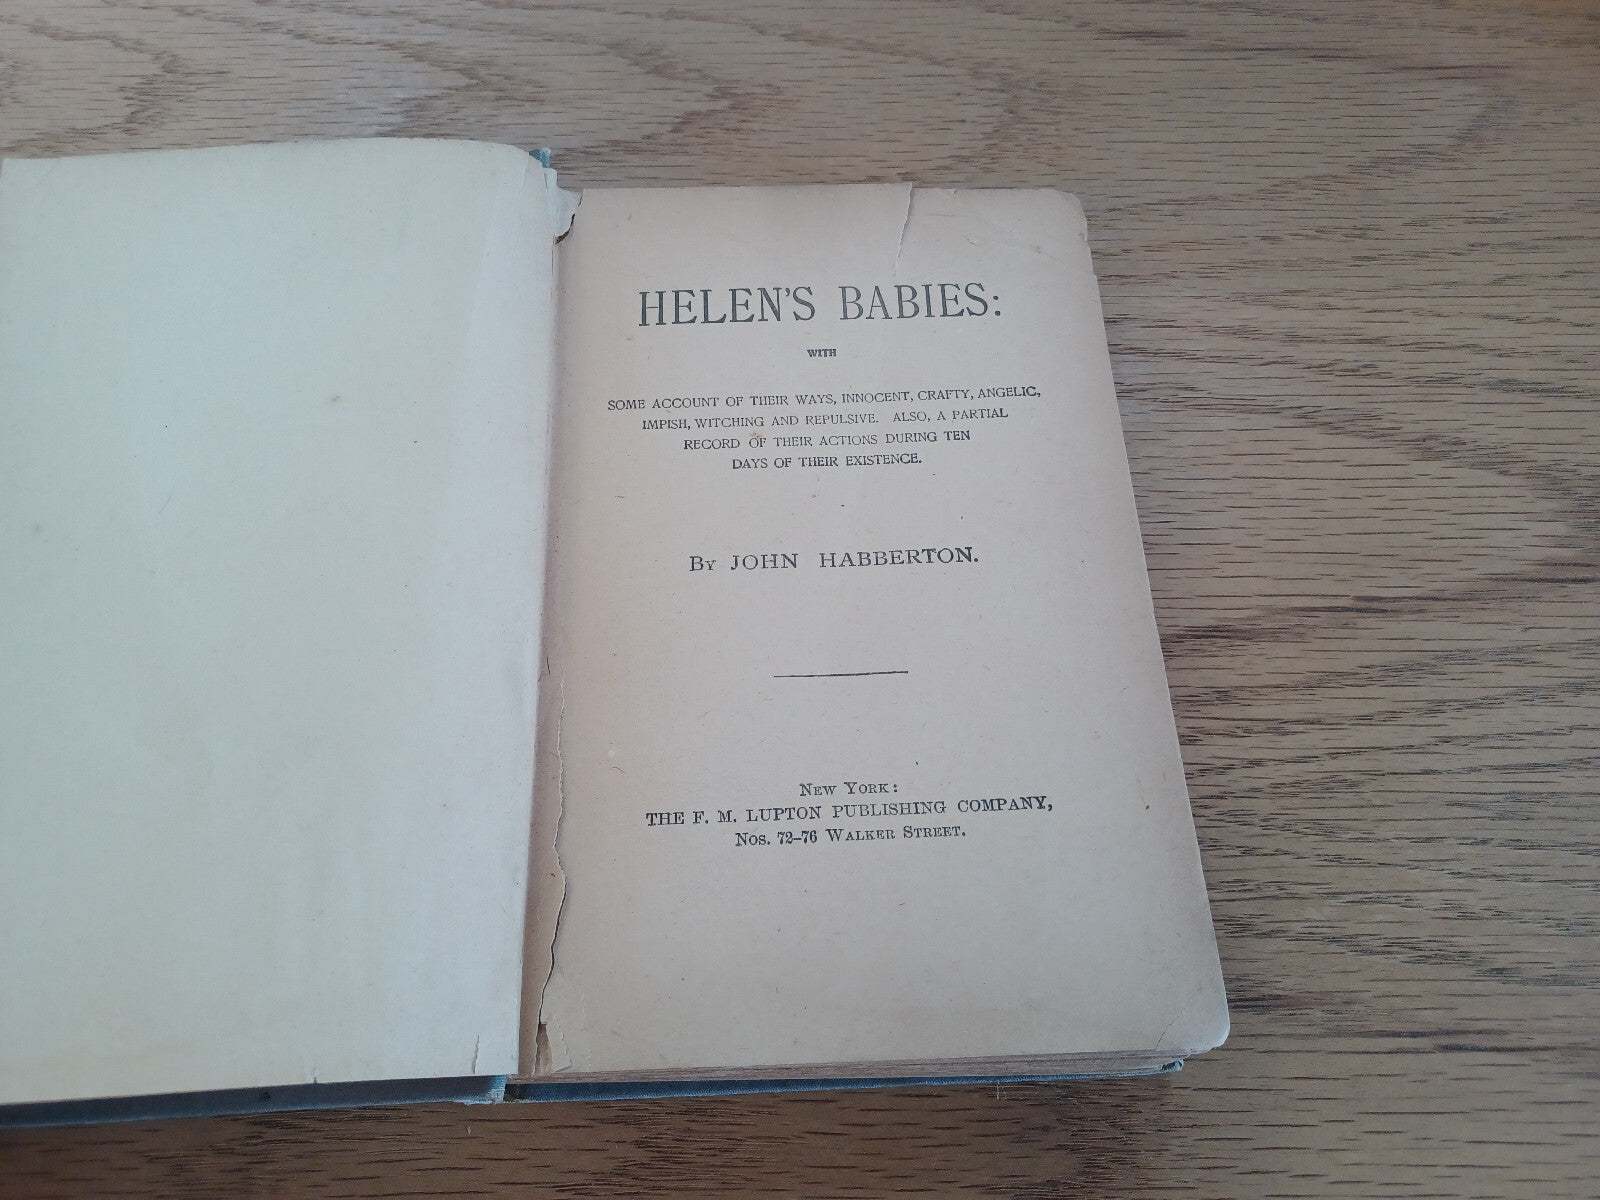 HELEN'S BABIES:
WITH
SOME ACCOUNT OF THEIR WAYS, INNOCENT, CRAFTY, ANGELIC,
IMPISH, WITCHING AND REPULSIVE. ALSO, A PARTIAL
RECORD OF THEIR ACTIONS DURING TEN
DAYS OF THEIR EXISTENCE.
BY JOHN HABBERTON.
NEW YORK:
THE F. M. LUPTON PUBLISHING COMPANY,
NOS. 72–76 WALKER STREET.